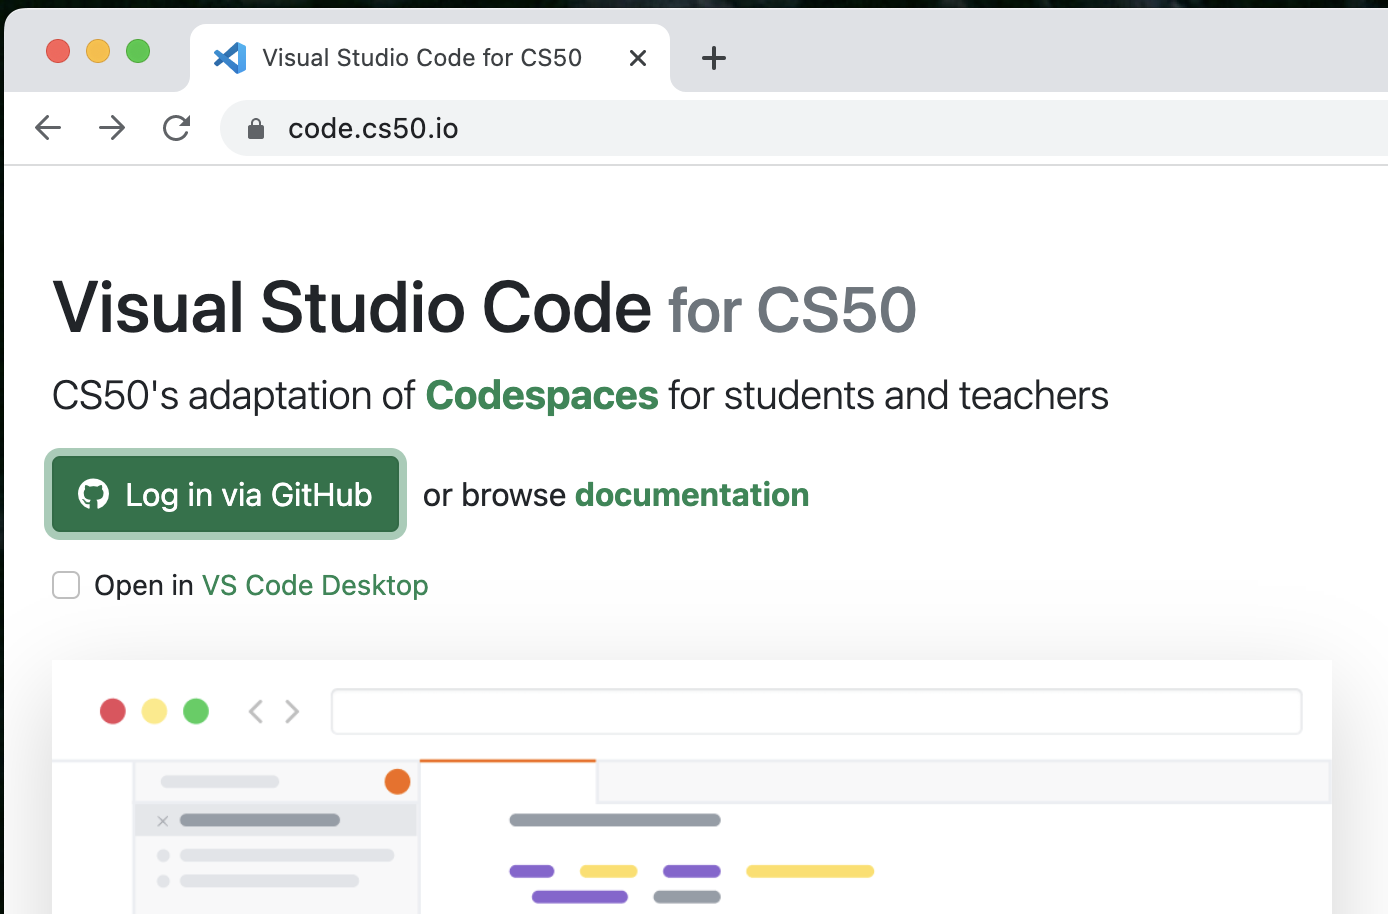 Visual Studio Code for CS50
code.cs50.io
Visual Studio Code for CS50
CS50's adaptation of Codespaces for students and teachers
Log in via GitHub or browse documentation
Open in VS Code Desktop